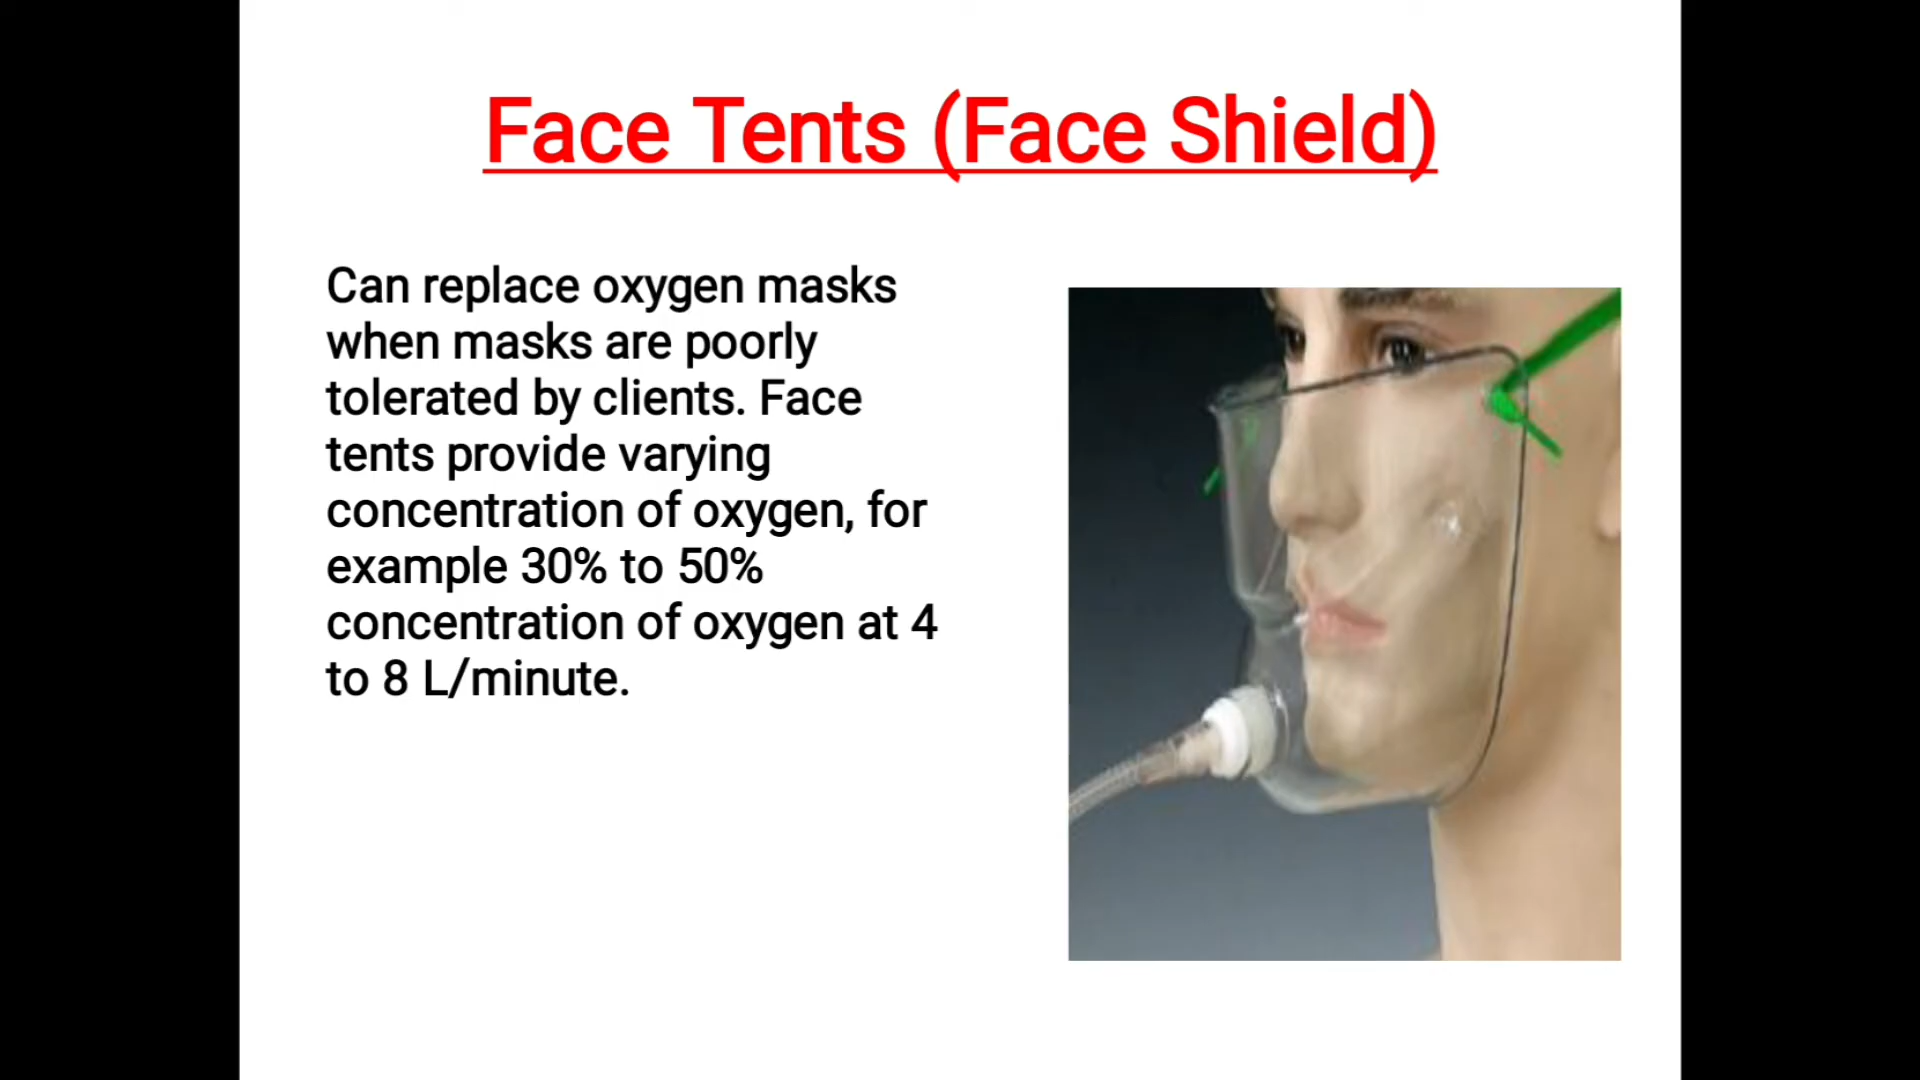 Face Tents (Face Shield)
Can replace oxygen masks
when masks are poorly
tolerated by clients. Face
tents provide varying
concentration of oxygen, for
example 30% to 50%
concentration of oxygen at 4
to 8 L/minute.